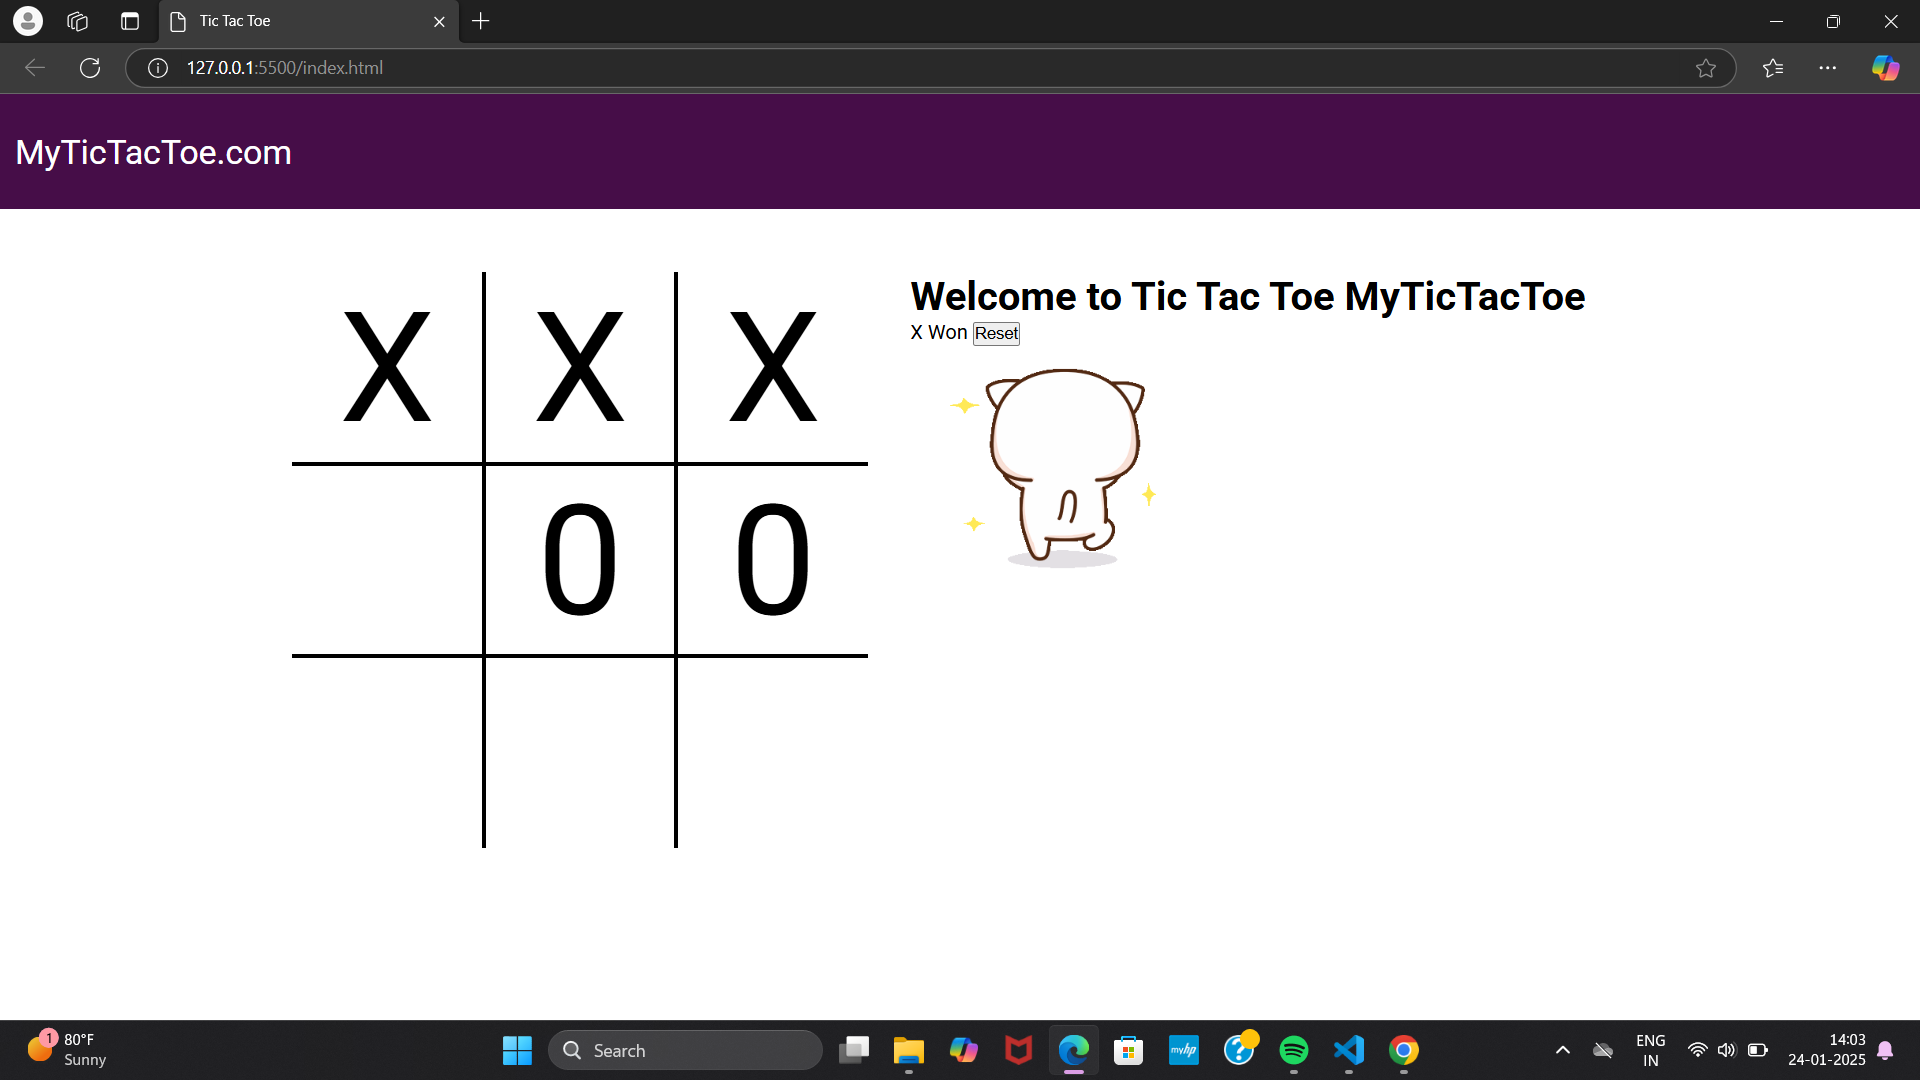 Tic Tac Toe
127.0.0.1:5500/index.html
MyTicTacToe.com
X X X
0 0
Welcome to Tic Tac Toe MyTicTacToe
X Won Reset
1
80°F
Sunny
Search
myhp
?
ENG
IN
14:03
24-01-2025